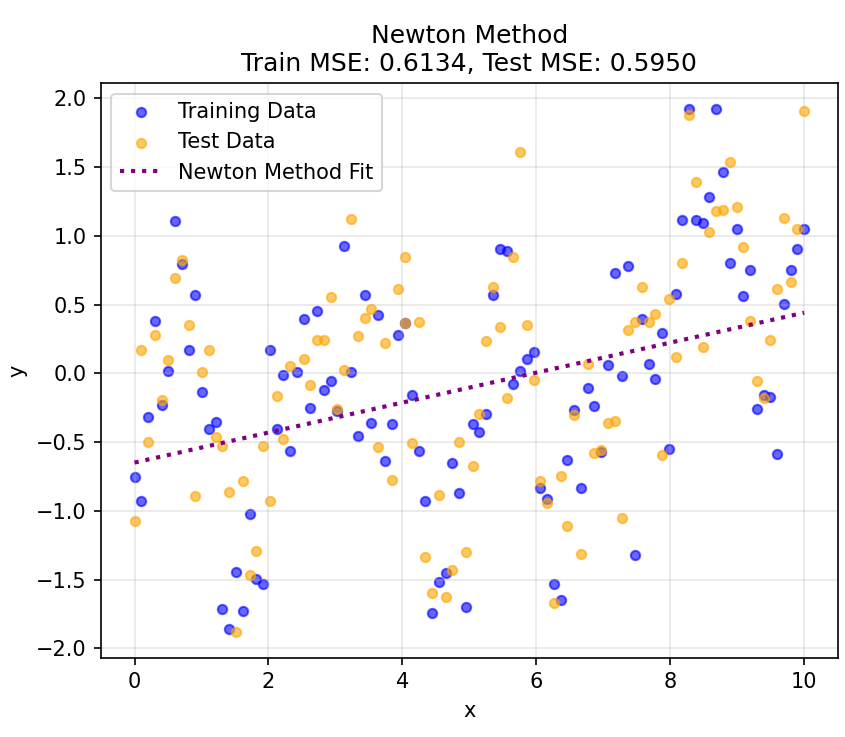 Newton Method
Train MSE: 0.6134, Test MSE: 0.5950
Training Data
Test Data
Newton Method Fit
2.0
1.5
1.0
0.5
0.0
−0.5
−1.0
−1.5
−2.0
y
0 2 4 6 8 10
x